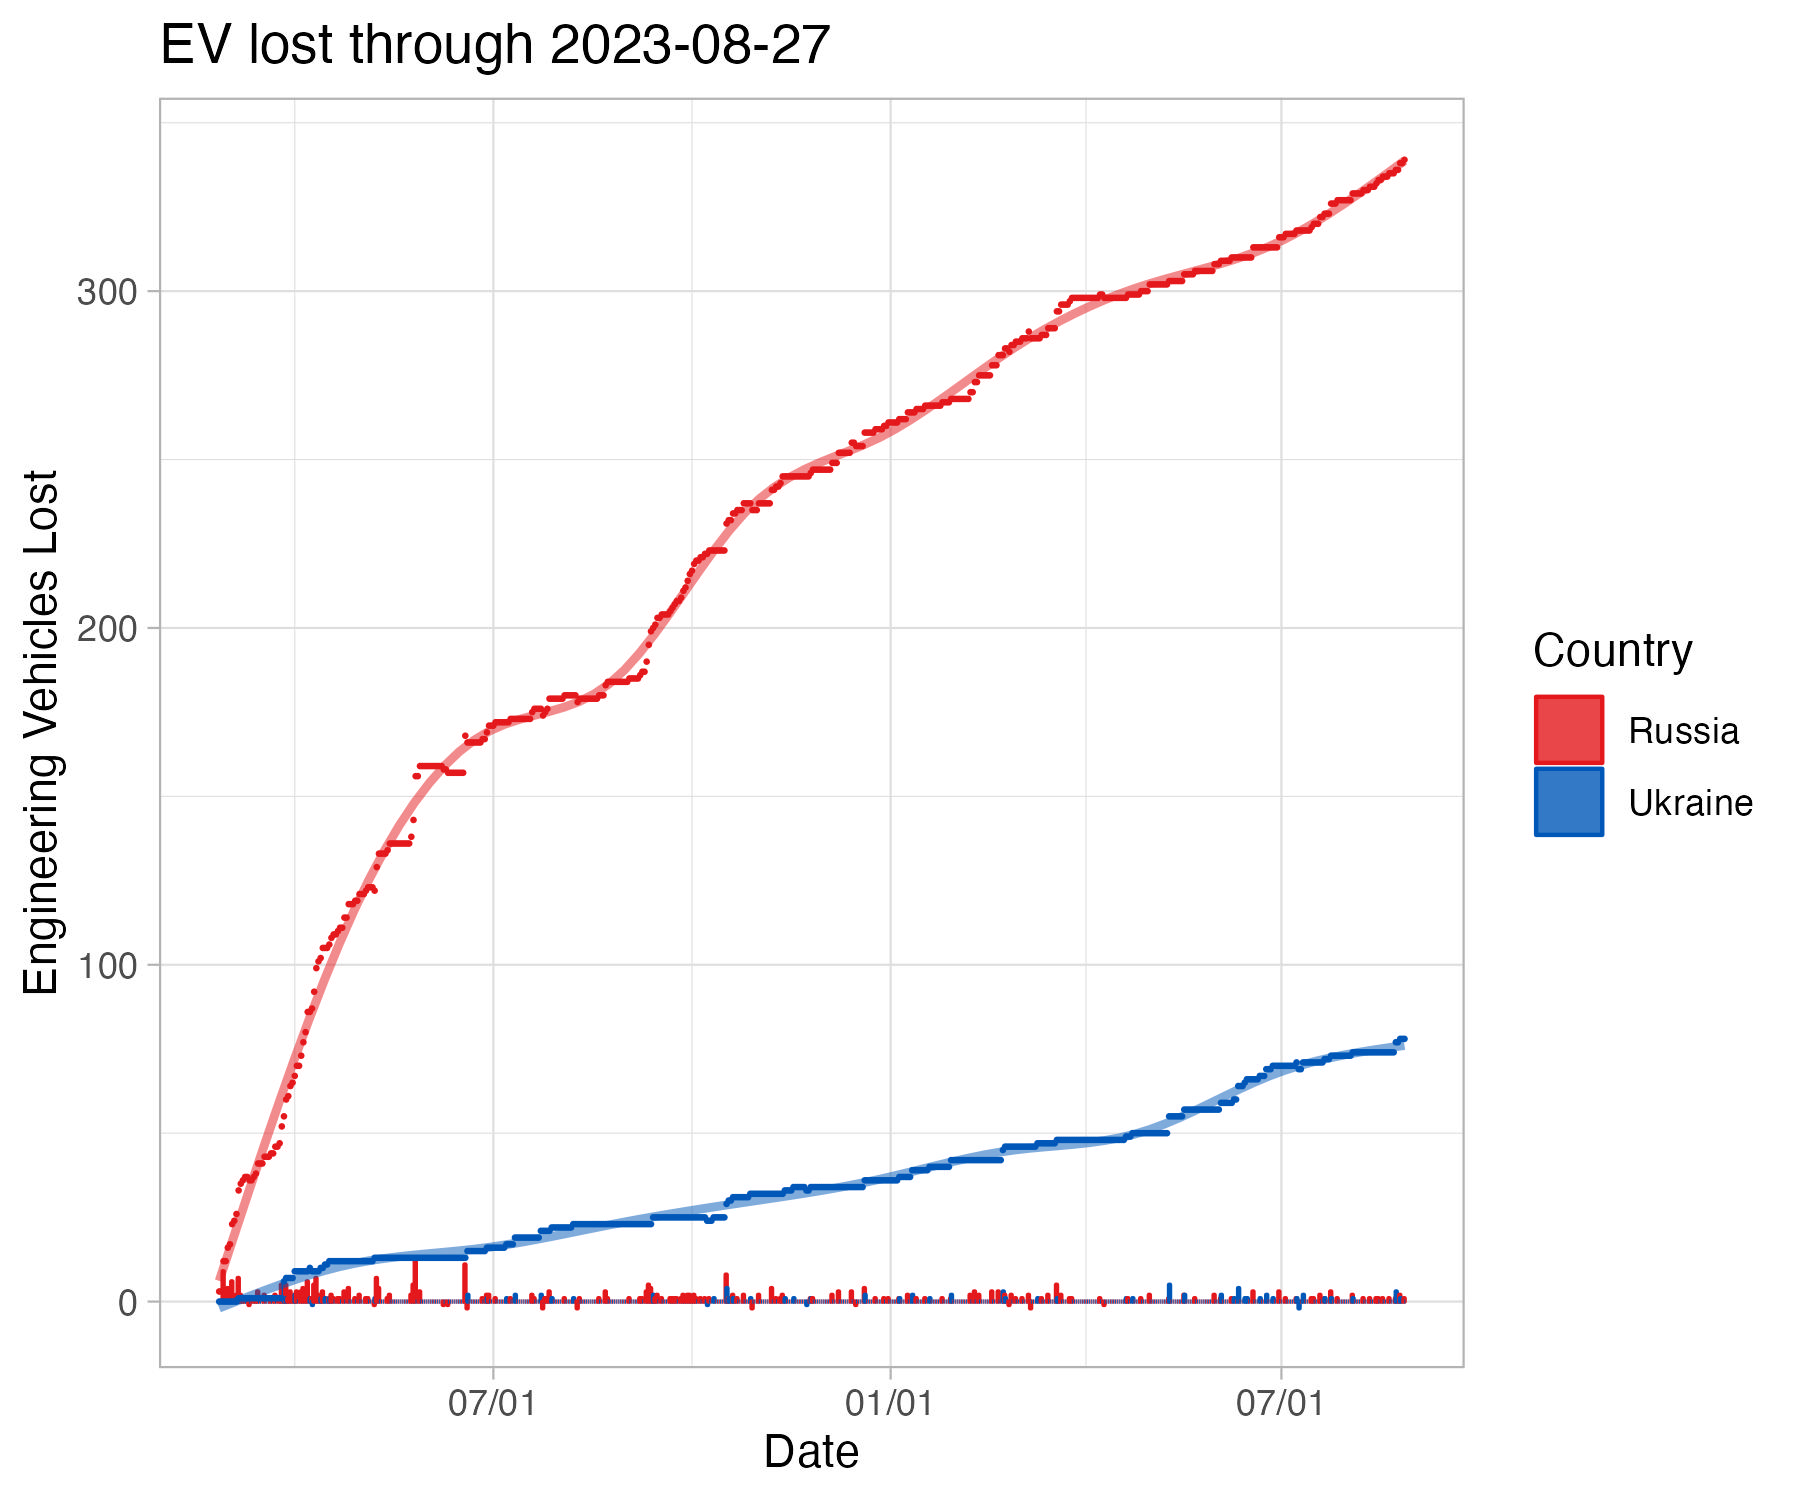 EV lost through 2023-08-27
Engineering Vehicles Lost
300
200
100
0
07/01
01/01
07/01
Date
Country
Russia
Ukraine